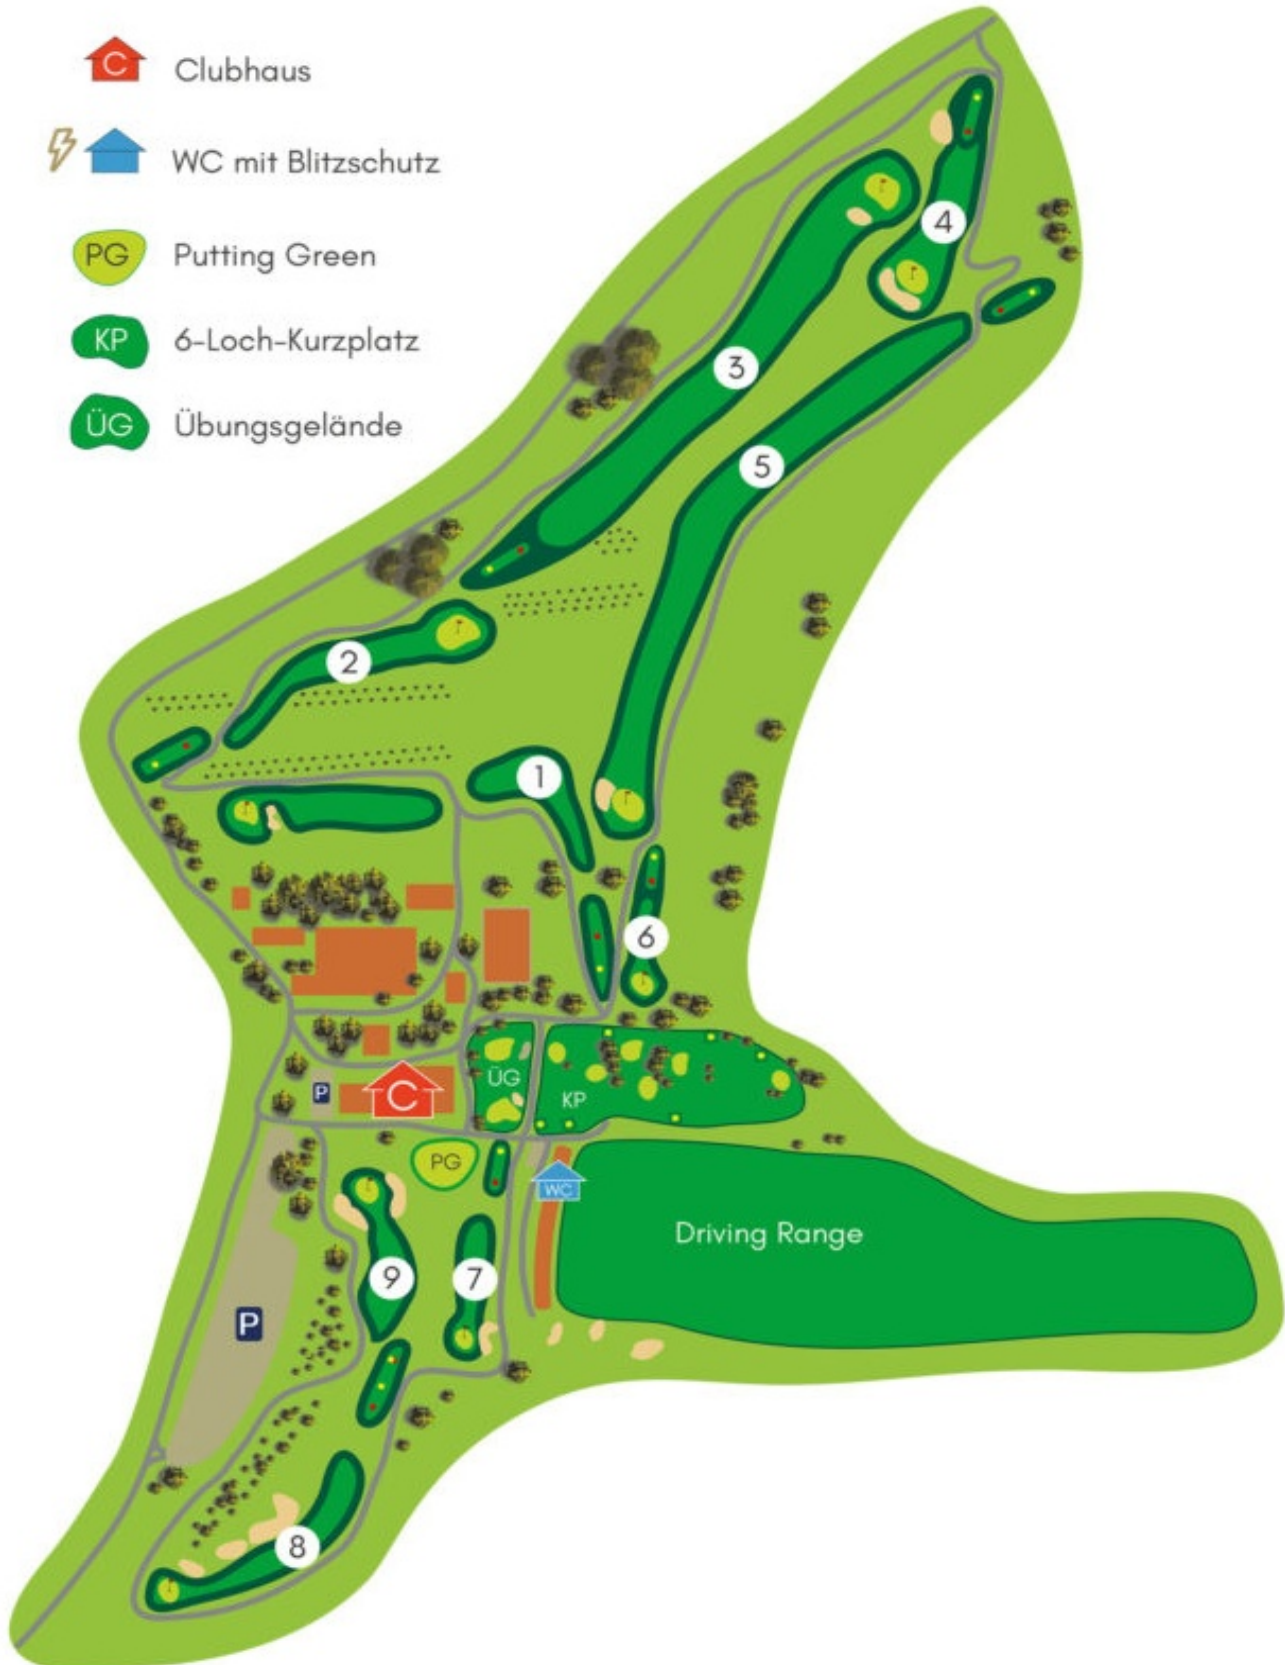 C Clubhaus
WC mit Blitzschutz
PG Putting Green
KP 6-Loch-Kurzplatz
ÜG Übungsgelände
4
3
5
2
1
6
ÜG
P
C
KP
PG
WC
Driving Range
9
7
P
8